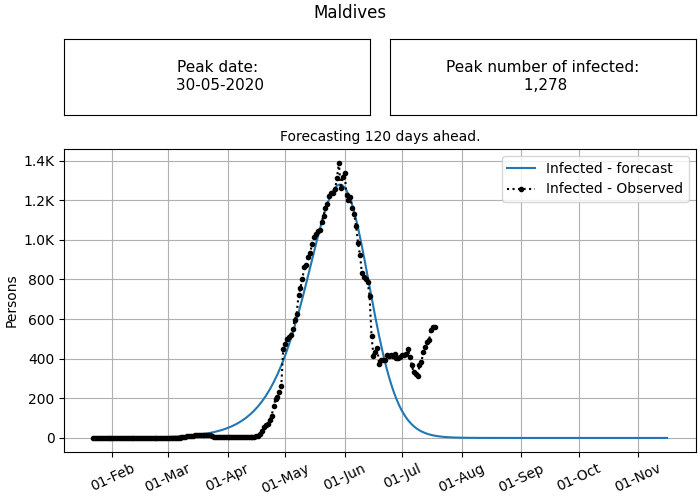 Maldives
Peak date:
30-05-2020
Peak number of infected:
1,278
Forecasting 120 days ahead.
Infected - forecast
Infected - Observed
1.4K
1.2K
1.0K
800
600
400
200
0
Persons
01-Feb
01-Mar
01-Apr
01-May
01-Jun
01-Jul
01-Aug
01-Sep
01-Oct
01-Nov